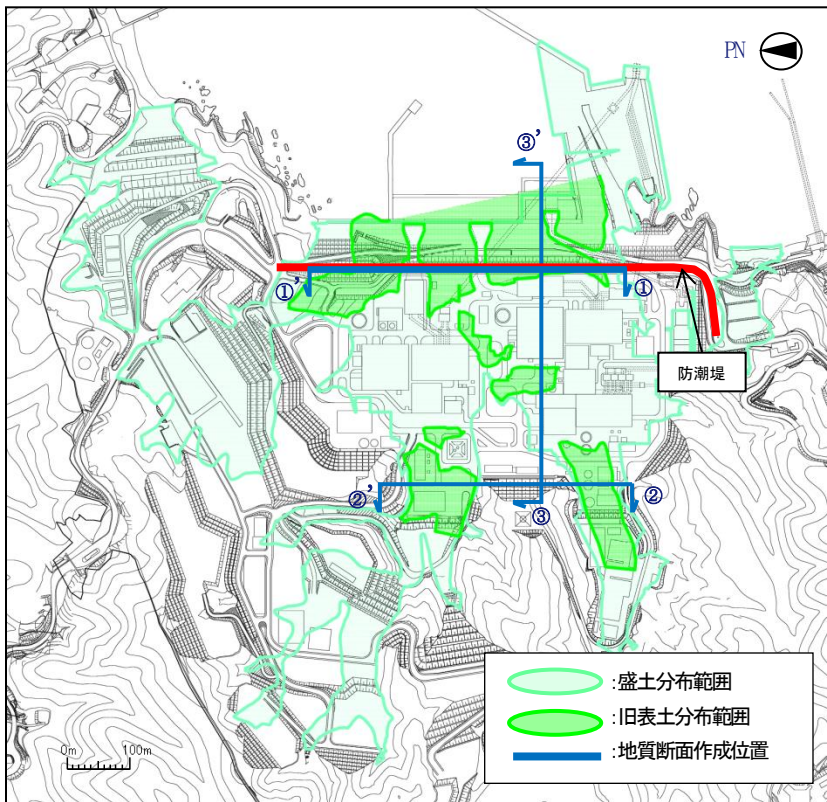 PN
③'
①'
①
防潮堤
②'
②
③
:盛土分布範囲
:旧表土分布範囲
:地質断面作成位置
0m 100m